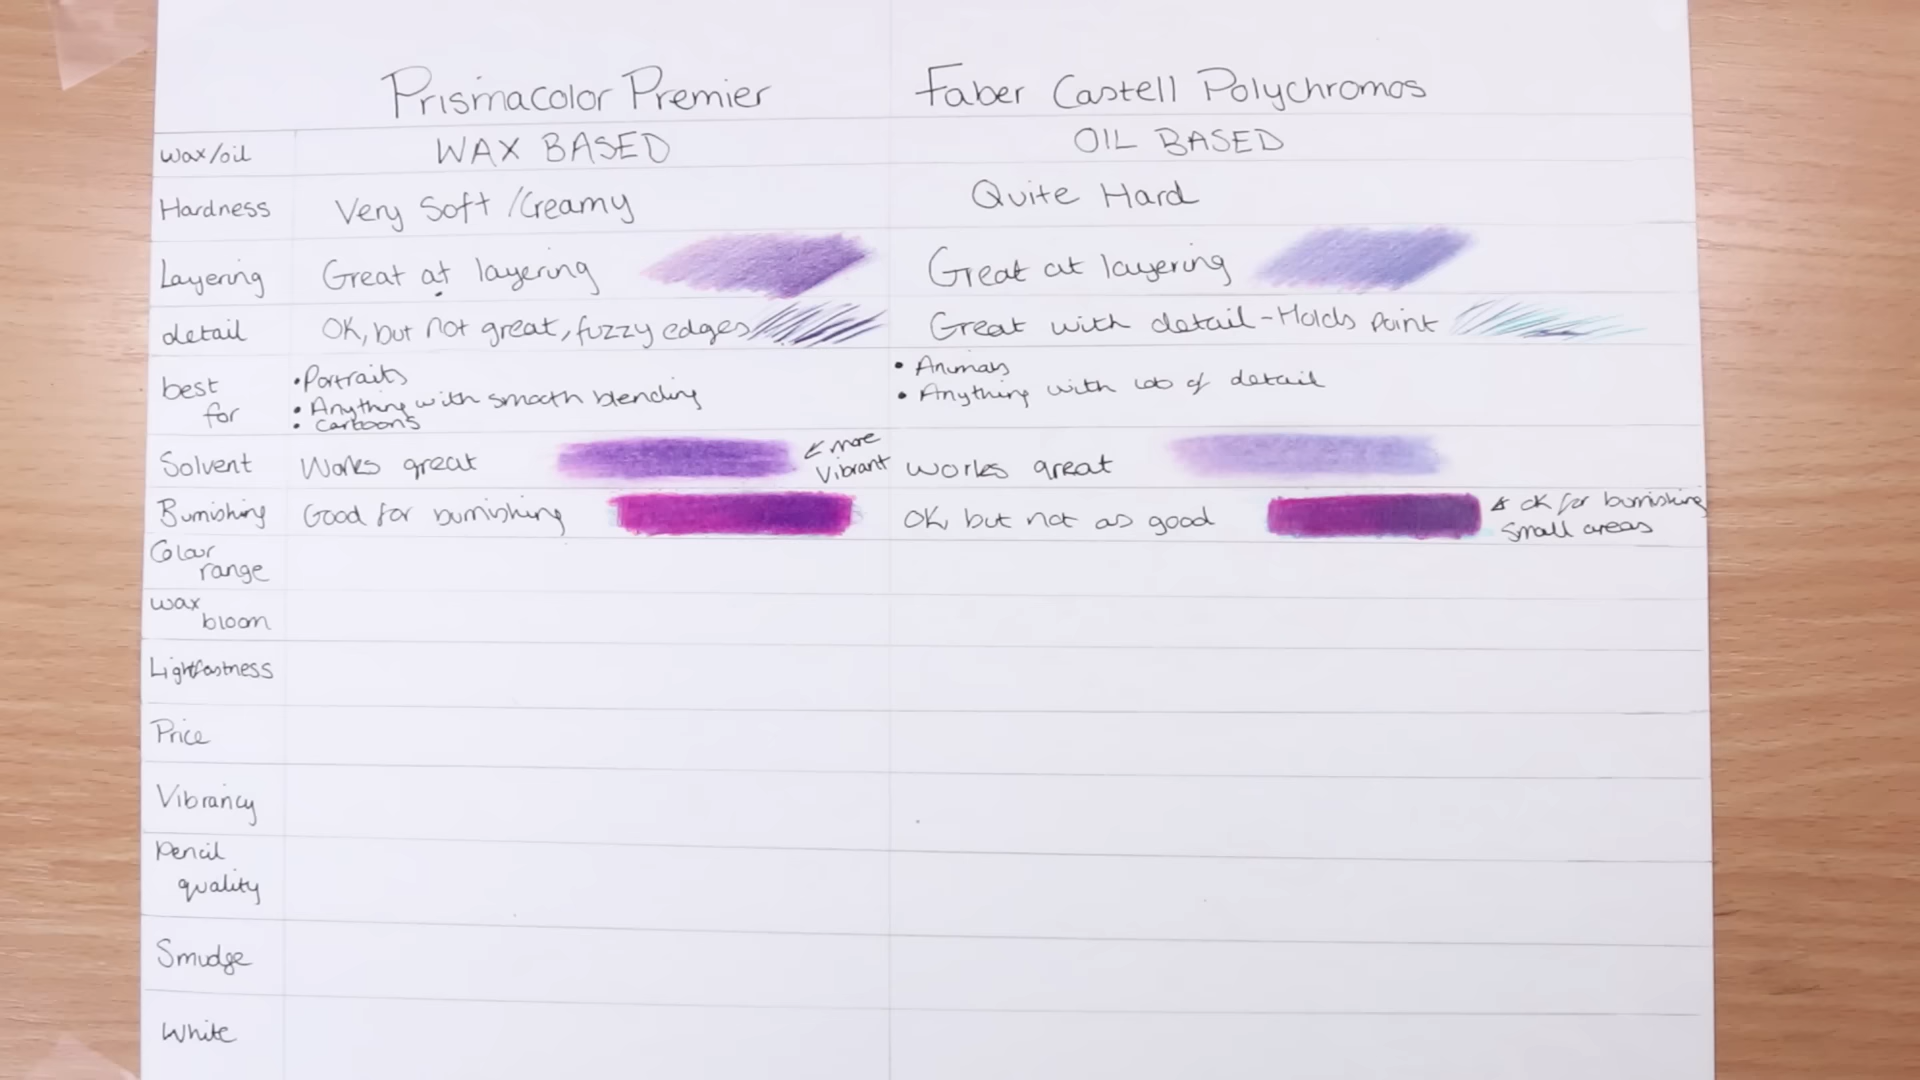 Prismacolor Premier Faber Castell Polychromos
wax/oil WAX BASED OIL BASED
Hardness Very Soft /Creamy Quite Hard
Layering Great at layering Great at layering
detail OK, but not great, fuzzy edges Great with detail - Holds point
best for
• Portraits
• Anything with smooth blending
• Cartoons
• Animals
• Anything with lots of detail
Solvent Works great ← more vibrant works great
Burnishing Good for burnishing OK, but not as good ← ok for burnishing small areas
Colour range
wax bloom
Lightfastness
Price
Vibrancy
Pencil quality
Smudge
White